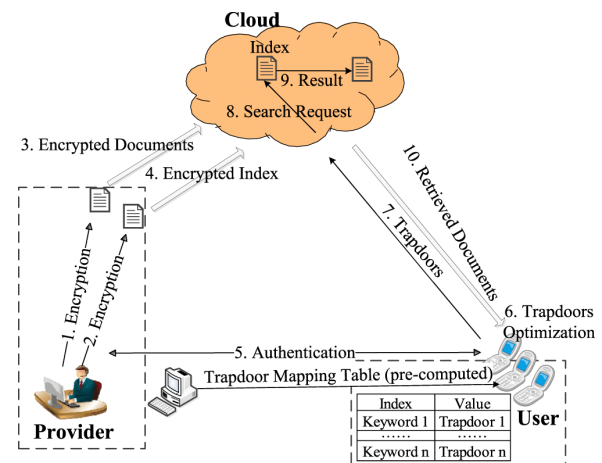 Cloud
Index
9. Result
8. Search Request
3. Encrypted Documents
4. Encrypted Index
10. Retrieved Documents
7. Trapdoors
1. Encryption
2. Encryption
6. Trapdoors
Optimization
5. Authentication
Trapdoor Mapping Table (pre-computed)
Index Value
Keyword 1 Trapdoor 1
...... ......
Keyword n Trapdoor n
Provider
User